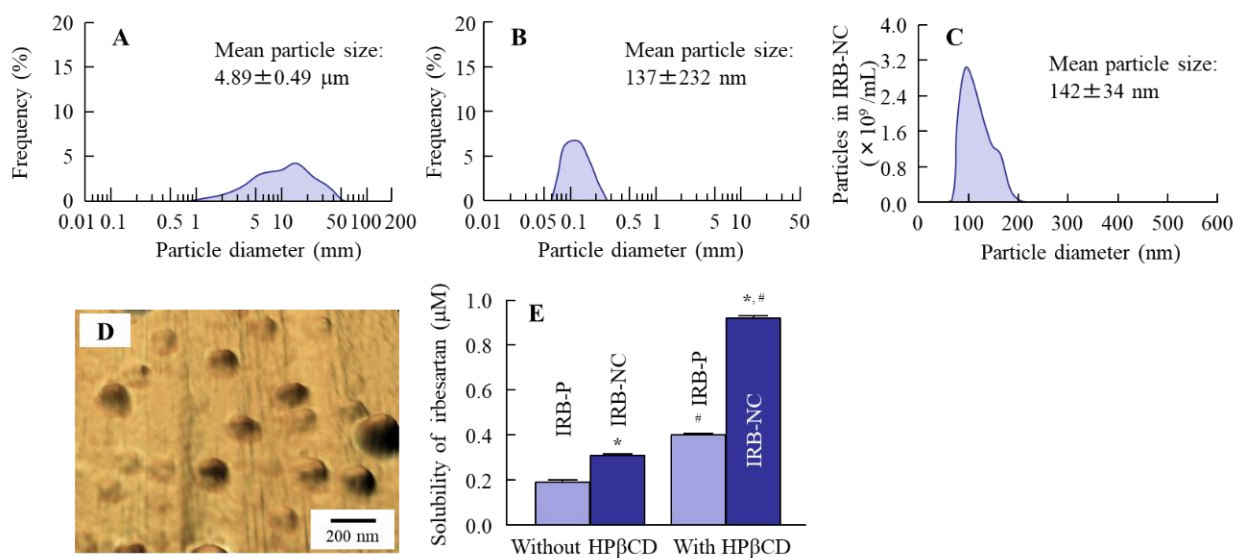 A
Mean particle size:
4.89±0.49 μm
Frequency (%)
20
15
10
5
0
0.01 0.1 0.5 1 5 10 50 100 200
Particle diameter (mm)
B
Mean particle size:
137±232 nm
Frequency (%)
20
15
10
5
0
0.01 0.05 0.1 0.5 1 5 10 50
Particle diameter (mm)
C
Mean particle size:
142±34 nm
Particles in IRB-NC
(×10⁹ /mL)
4.0
3.2
2.4
1.6
0.8
0.0
0 100 200 300 400 500 600
Particle diameter (nm)
D
200 nm
E
Solubility of irbesartan (μM)
1.0
0.8
0.6
0.4
0.2
0.0
IRB-P
IRB-NC
*
IRB-P
#
IRB-NC
*, #
Without HPβCD With HPβCD